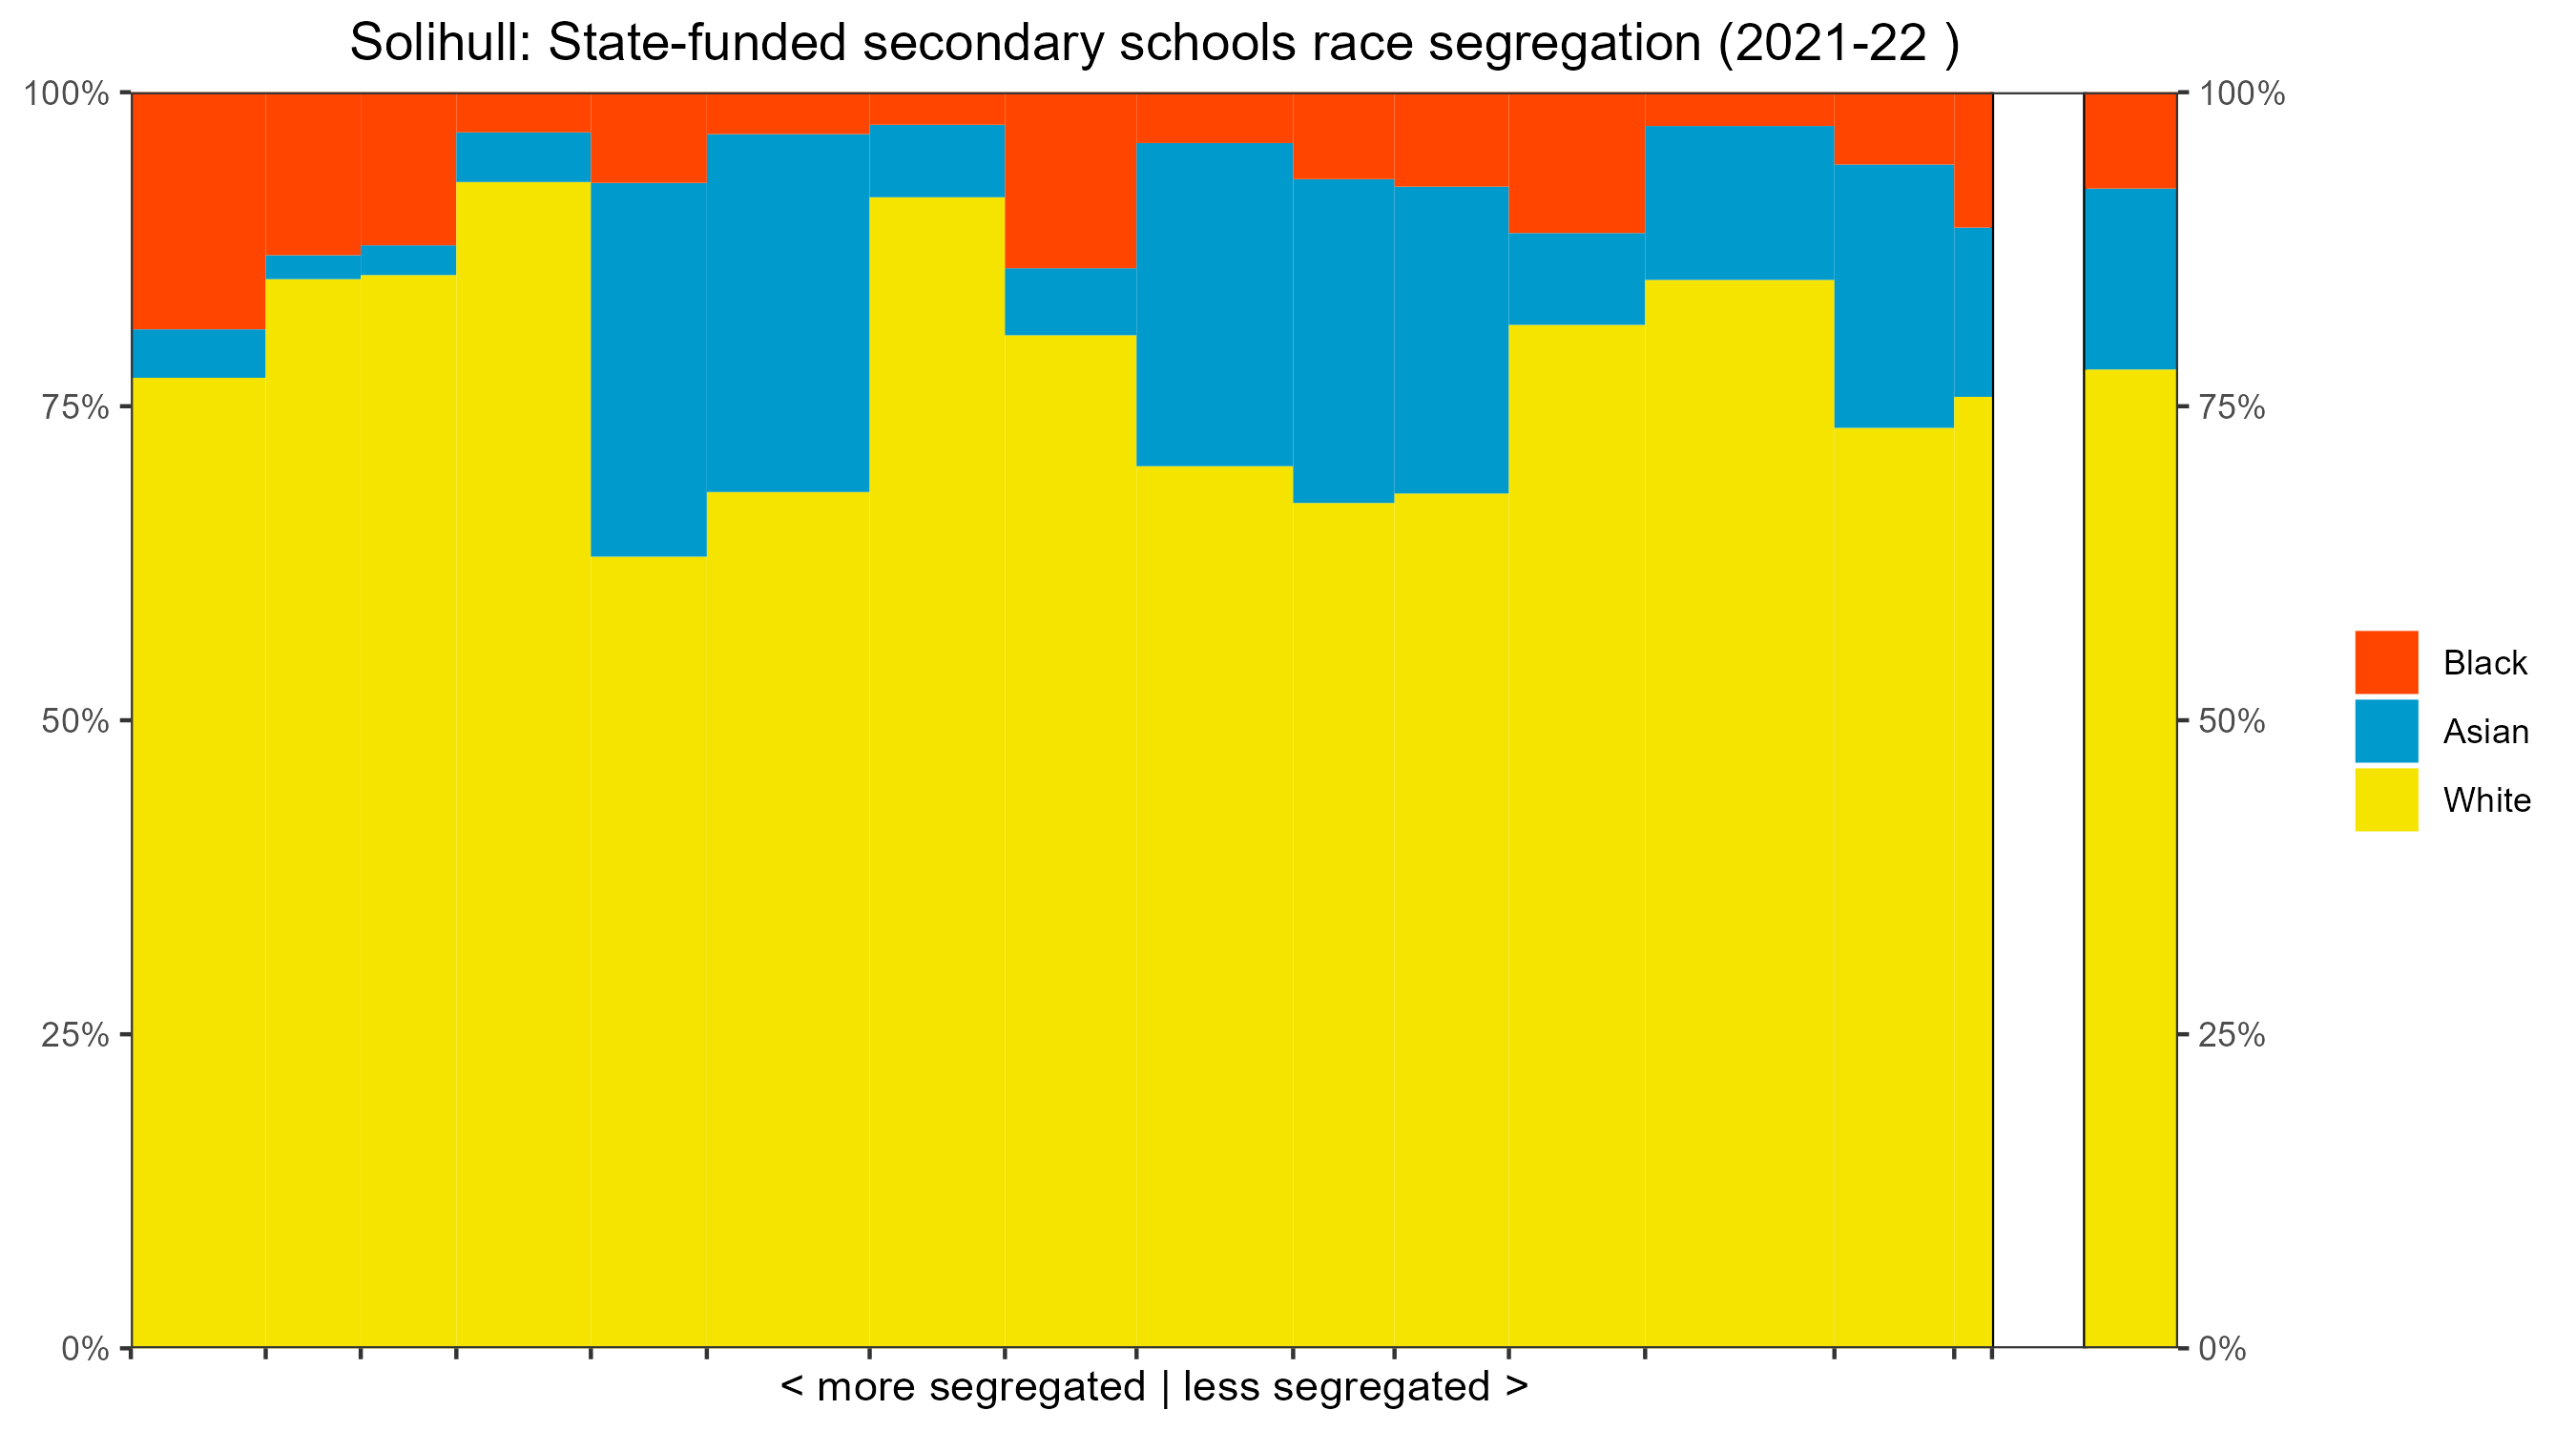 Solihull: State-funded secondary schools race segregation (2021-22 )
100%
75%
50%
25%
0%
100%
75%
50%
25%
0%
Black
Asian
White
< more segregated | less segregated >